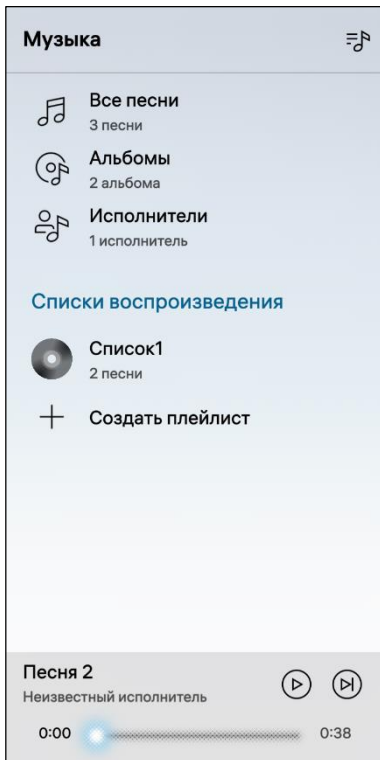 Музыка
Все песни
3 песни
Альбомы
2 альбома
Исполнители
1 исполнитель
Списки воспроизведения
Список1
2 песни
Создать плейлист
Песня 2
Неизвестный исполнитель
0:00 0:38